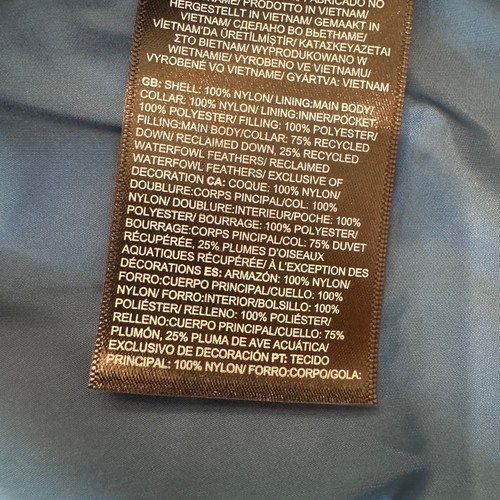 PRODOTTO IN VIETNAM/
HERGESTELLT IN VIETNAM/ GEMAAKT IN
VIETNAM/ СДЕЛАНО ВО ВЬЕТНАМЕ/
VİETNAM'DA ÜRETİLMİŞTİR/ ΚΑΤΑΣΚΕΥΑΖΕΤΑΙ
ΣΤΟ ΒΙΕΤΝΑΜ/ WYPRODUKOWANO W
WIETNAMIE/ VYROBENO VE VIETNAMU/
VYROBENÉ VO VIETNAME/ GYÁRTVA: VIETNAM
GB: SHELL: 100% NYLON/ LINING:MAIN BODY/
COLLAR: 100% NYLON/ LINING:INNER/POCKET:
100% POLYESTER/ FILLING: 100% POLYESTER/
FILLING:MAIN BODY/COLLAR: 75% RECYCLED
DOWN/ RECLAIMED DOWN, 25% RECYCLED
WATERFOWL FEATHERS/ RECLAIMED
WATERFOWL FEATHERS/ EXCLUSIVE OF
DECORATION CA: COQUE: 100% NYLON/
DOUBLURE:CORPS PINCIPAL/COL: 100%
NYLON/ DOUBLURE:INTERIEUR/POCHE: 100%
POLYESTER/ BOURRAGE: 100% POLYESTER/
BOURRAGE:CORPS PINCIPAL/COL: 75% DUVET
RÉCUPÉRÉE, 25% PLUMES D'OISEAUX
AQUATIQUES RÉCUPÉRÉE/ À L'EXCEPTION DES
DÉCORATIONS ES: ARMAZÓN: 100% NYLON/
FORRO:CUERPO PRINCIPAL/CUELLO: 100%
NYLON/ FORRO:INTERIOR/BOLSILLO: 100%
POLIÉSTER/ RELLENO: 100% POLIÉSTER/
RELLENO:CUERPO PRINCIPAL/CUELLO: 75%
PLUMÓN, 25% PLUMA DE AVE ACUÁTICA/
EXCLUSIVO DE DECORACIÓN PT: TECIDO
PRINCIPAL: 100% NYLON/ FORRO:CORPO/GOLA: